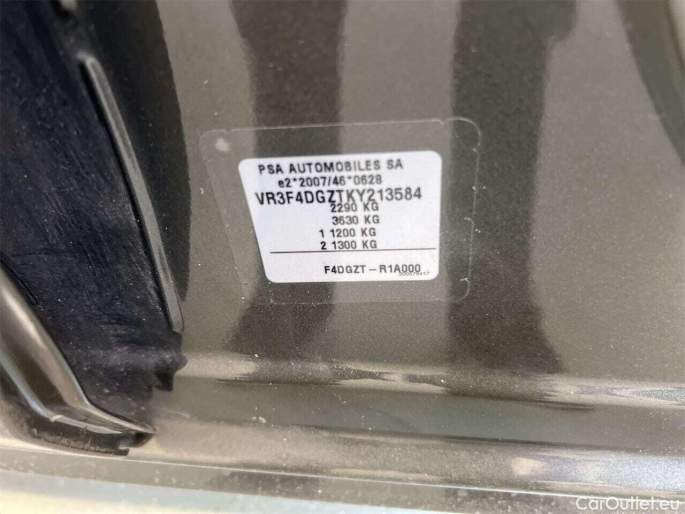 PSA AUTOMOBILES SA
e2*2007/46*0628
VR3F4DGZTKY213584
2290 KG
3630 KG
1 1200 KG
2 1300 KG
F4DGZT - R1A000
CarOutlet.eu